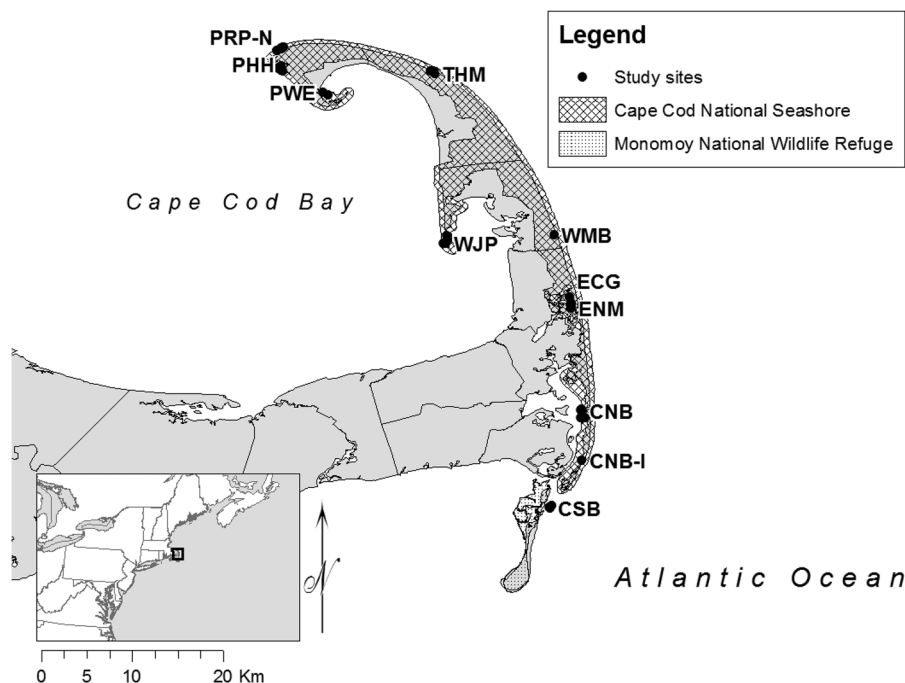 PRP-N
PHH
PWE
THM
Legend
Study sites
Cape Cod National Seashore
Monomoy National Wildlife Refuge
Cape Cod Bay
WJP
WMB
ECG
ENM
CNB
CNB-I
CSB
N
Atlantic Ocean
0 5 10 20 Km